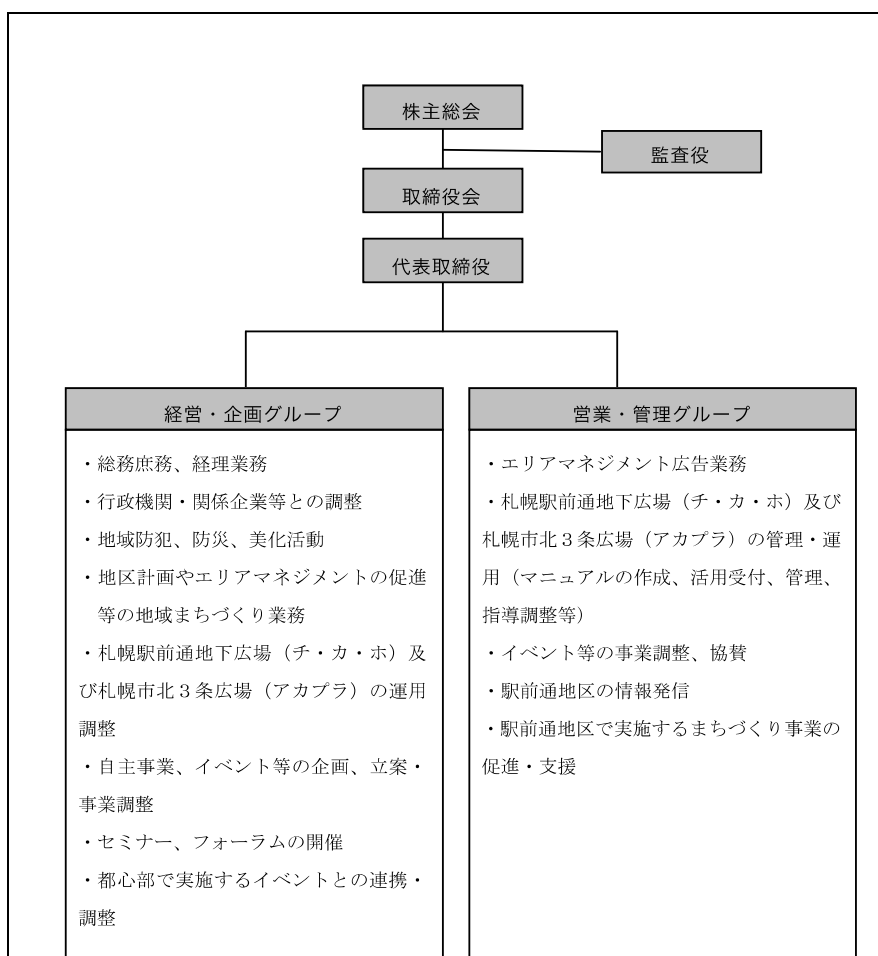 株主総会
監査役
取締役会
代表取締役
経営・企画グループ
・総務庶務、経理業務
・行政機関・関係企業等との調整
・地域防犯、防災、美化活動
・地区計画やエリアマネジメントの促進
等の地域まちづくり業務
・札幌駅前通地下広場（チ・カ・ホ）及
び札幌市北３条広場（アカプラ）の運用
調整
・自主事業、イベント等の企画、立案・
事業調整
・セミナー、フォーラムの開催
・都心部で実施するイベントとの連携・
調整
営業・管理グループ
・エリアマネジメント広告業務
・札幌駅前通地下広場（チ・カ・ホ）及び
札幌市北３条広場（アカプラ）の管理・運
用（マニュアルの作成、活用受付、管理、
指導調整等）
・イベント等の事業調整、協賛
・駅前通地区の情報発信
・駅前通地区で実施するまちづくり事業の
促進・支援